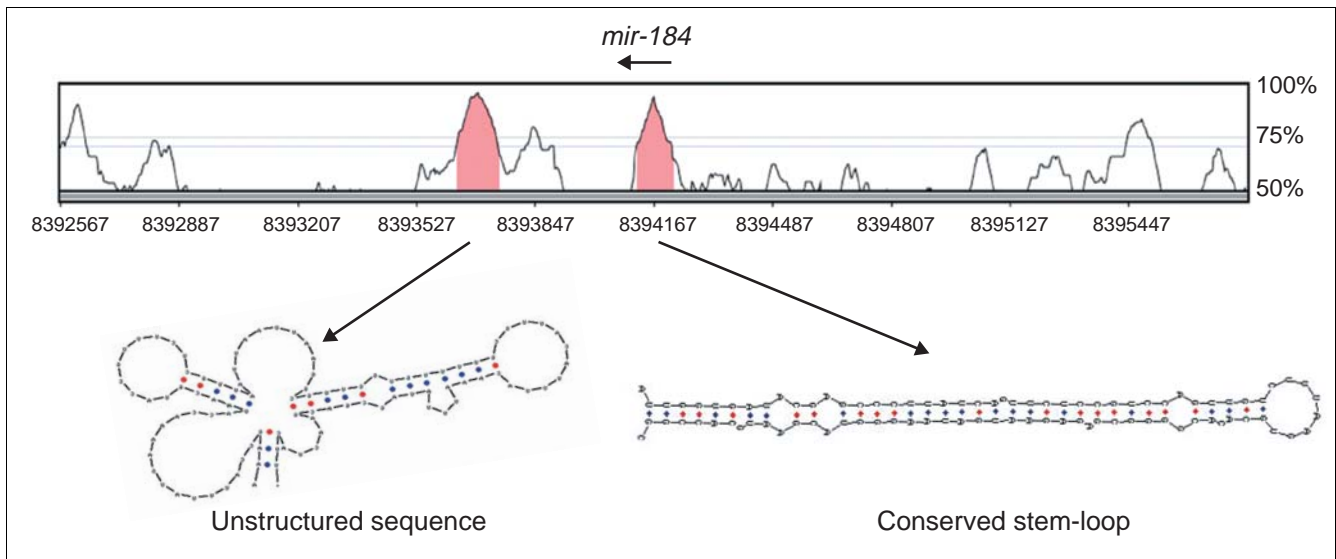 mir-184
100%
75%
50%
8392567 8392887 8393207 8393527 8393847 8394167 8394487 8394807 8395127 8395447
Unstructured sequence Conserved stem-loop